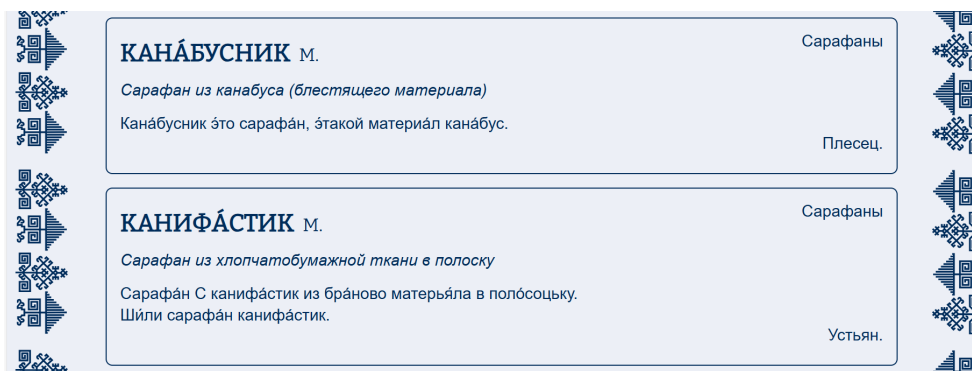 КАНА́БУСНИК м.
Сарафаны
Сарафан из канабуса (блестящего материала)
Кана́бусник э́то сарафа́н, э́такой материа́л кана́бус.
Плесец.
КАНИФА́СТИК м.
Сарафаны
Сарафан из хлопчатобумажной ткани в полоску
Сарафа́н С канифа́стик из бра́ново матерья́ла в поло́соцьку.
Ши́ли сарафа́н канифа́стик.
Устьян.